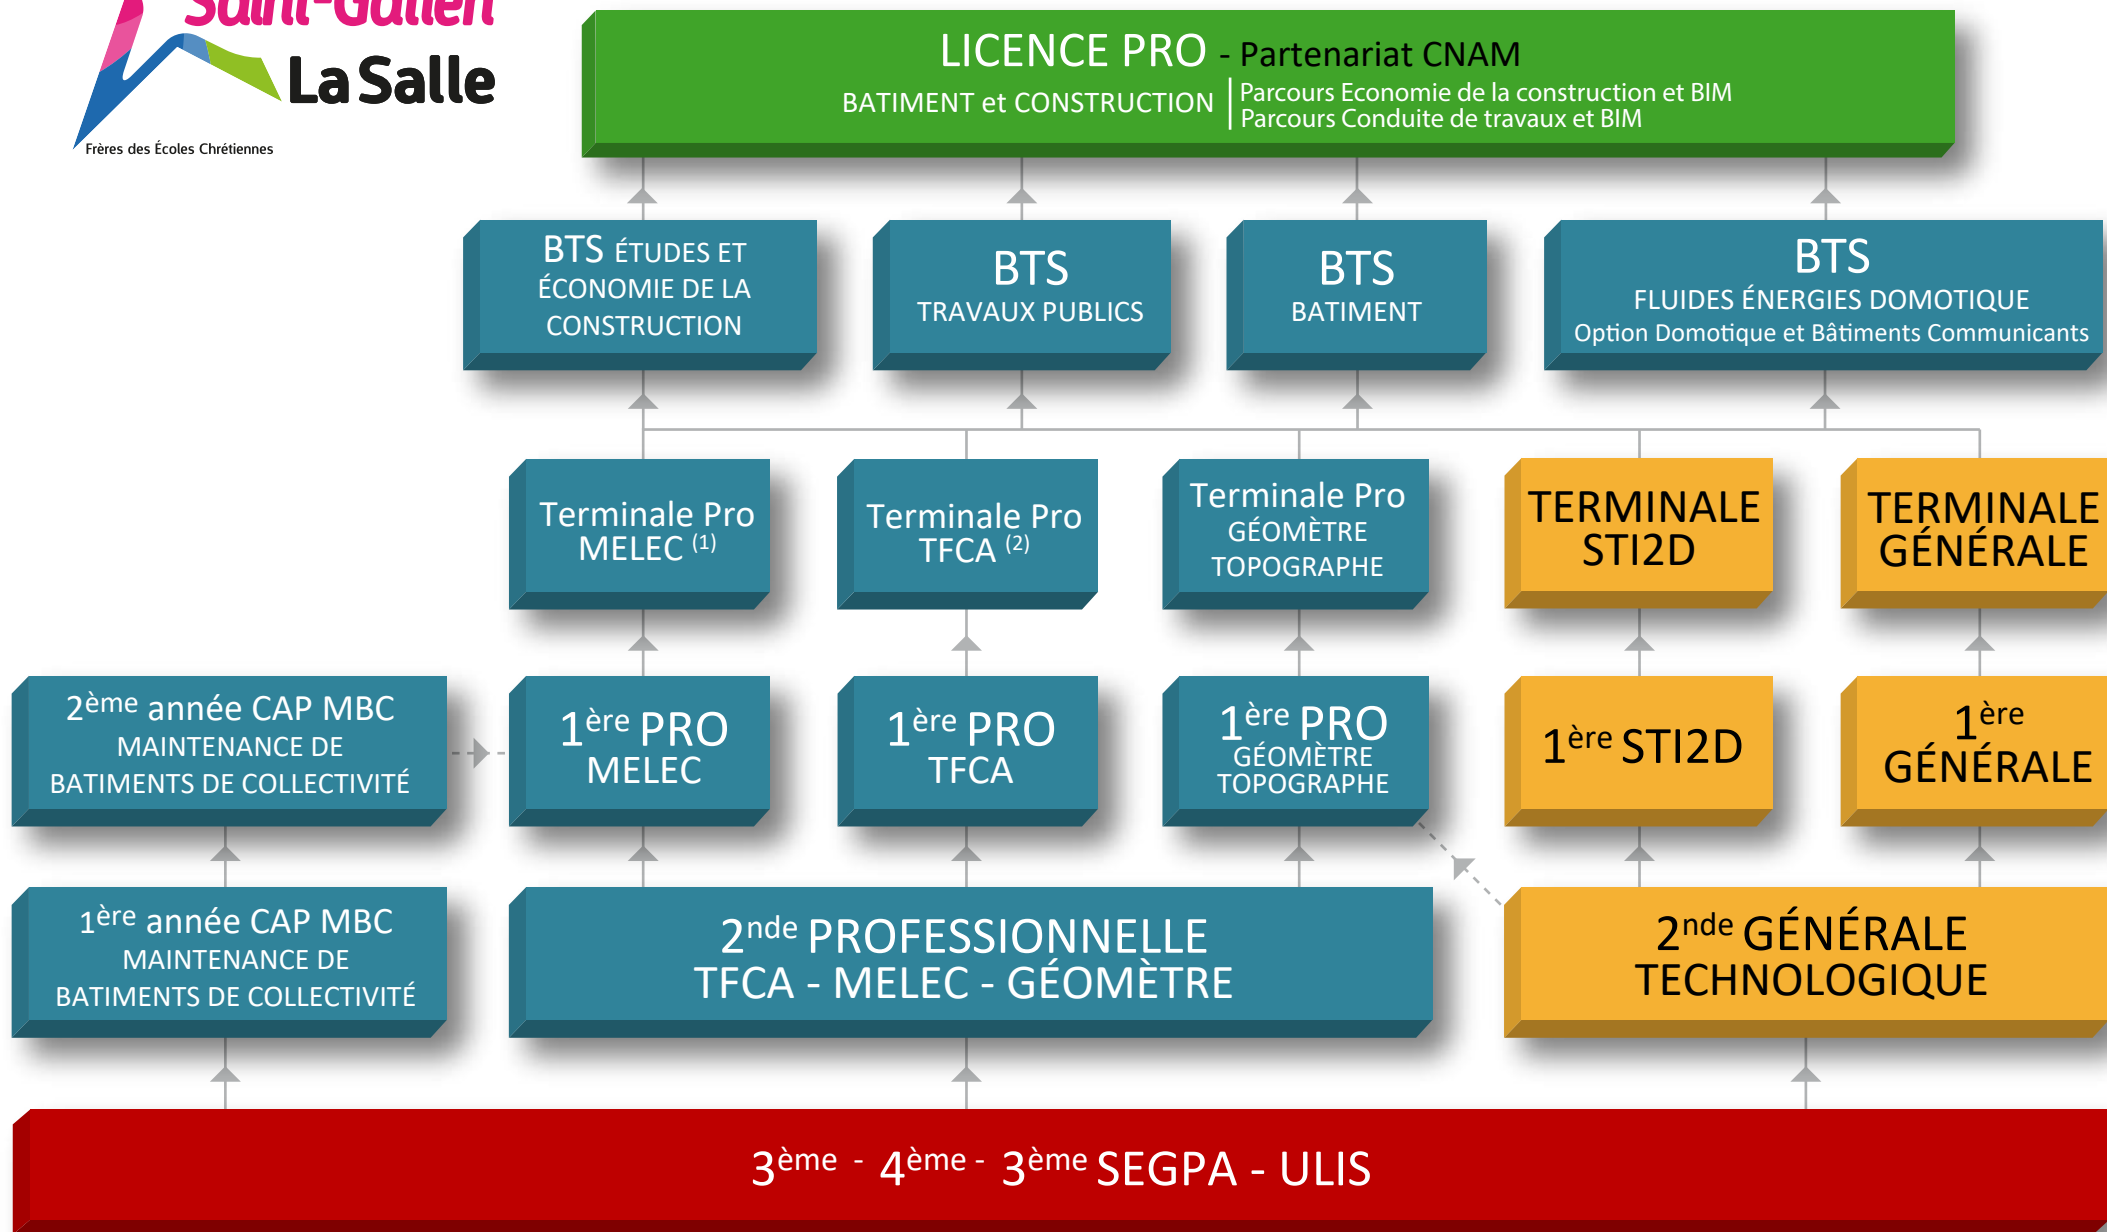 Saint-Gatien
La Salle
Frères des Écoles Chrétiennes
LICENCE PRO - Partenariat CNAM
BATIMENT et CONSTRUCTION
Parcours Economie de la construction et BIM
Parcours Conduite de travaux et BIM
BTS ÉTUDES ET
ÉCONOMIE DE LA
CONSTRUCTION
BTS
TRAVAUX PUBLICS
BTS
BATIMENT
BTS
FLUIDES ÉNERGIES DOMOTIQUE
Option Domotique et Bâtiments Communicants
Terminale Pro
MELEC (1)
Terminale Pro
TFCA (2)
Terminale Pro
GÉOMÈTRE
TOPOGRAPHE
TERMINALE
STI2D
TERMINALE
GÉNÉRALE
2ème année CAP MBC
MAINTENANCE DE
BATIMENTS DE COLLECTIVITÉ
1ère PRO
MELEC
1ère PRO
TFCA
1ère PRO
GÉOMÈTRE
TOPOGRAPHE
1ère STI2D
1ère
GÉNÉRALE
1ère année CAP MBC
MAINTENANCE DE
BATIMENTS DE COLLECTIVITÉ
2nde PROFESSIONNELLE
TFCA - MELEC - GÉOMÈTRE
2nde GÉNÉRALE
TECHNOLOGIQUE
3ème - 4ème - 3ème SEGPA - ULIS